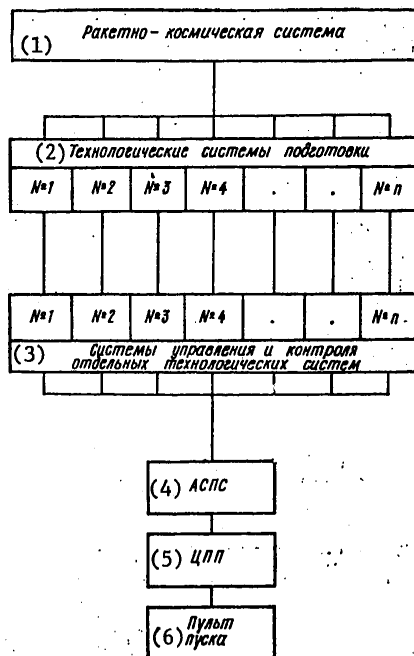 (1) Ракетно-космическая система
(2) Технологические системы подготовки
№1 №2 №3 №4 . . №n
№1 №2 №3 №4 . . №n
(3) Системы управления и контроля
отдельных технологических систем
(4) АСПС
(5) ЦПП
(6) Пульт
пуска